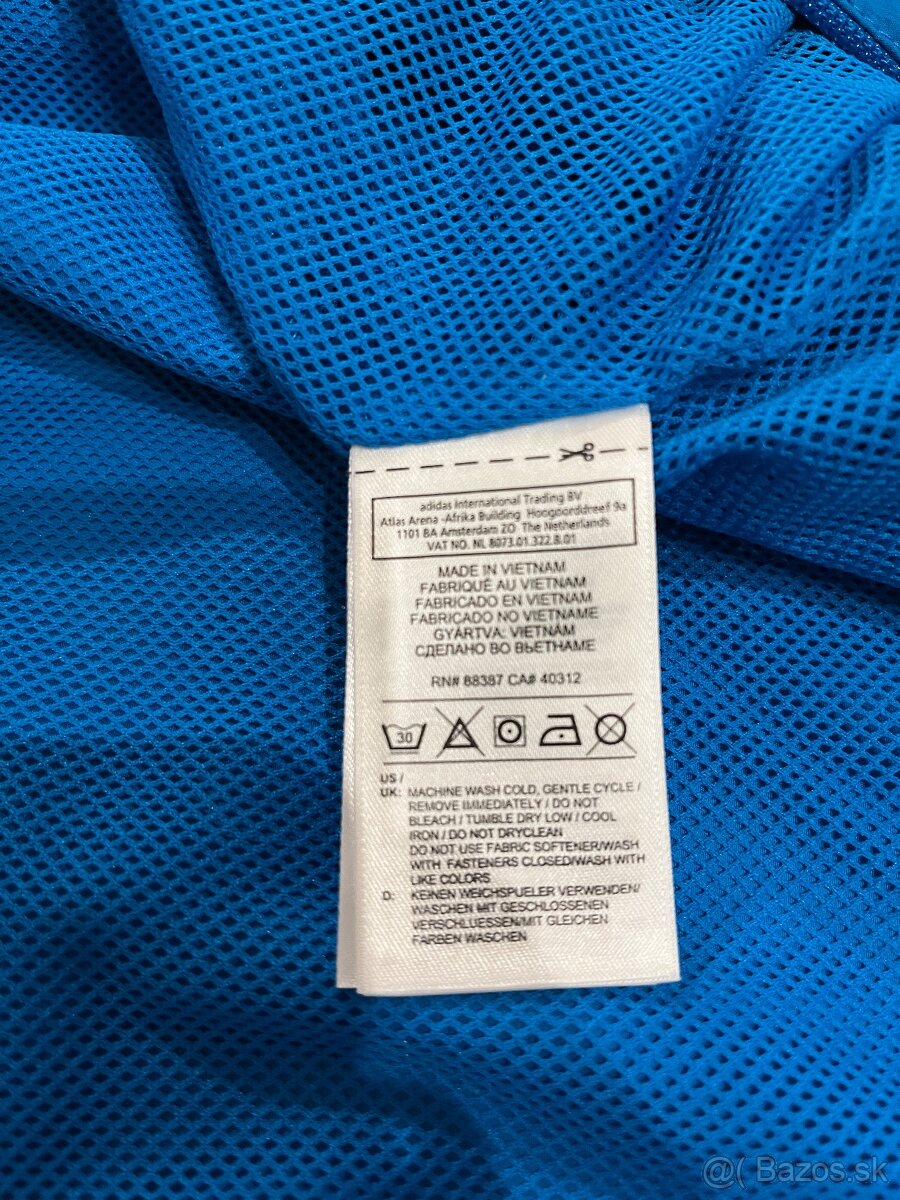 adidas International Trading BV
Atlas Arena -Afrika Building Hoogoorddreef 9a
1101 BA Amsterdam ZO The Netherlands
VAT NO. NL 8073.01.322.B.01
MADE IN VIETNAM
FABRIQUÉ AU VIETNAM
FABRICADO EN VIETNAM
FABRICADO NO VIETNAME
GYÁRTVA: VIETNÁM
СДЕЛАНО ВО ВЬЕТНАМЕ
RN# 88387 CA# 40312
30
US /
UK: MACHINE WASH COLD, GENTLE CYCLE /
REMOVE IMMEDIATELY / DO NOT
BLEACH / TUMBLE DRY LOW / COOL
IRON / DO NOT DRYCLEAN
DO NOT USE FABRIC SOFTENER/WASH
WITH FASTENERS CLOSED/WASH WITH
LIKE COLORS
D: KEINEN WEICHSPUELER VERWENDEN/
WASCHEN MIT GESCHLOSSENEN
VERSCHLUESSEN/MIT GLEICHEN
FARBEN WASCHEN
@( Bazos.sk